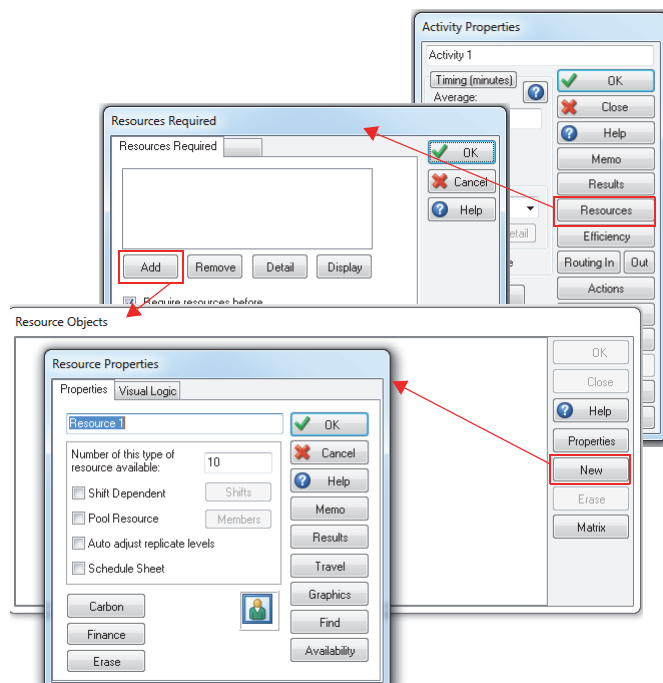 Activity Properties
Activity 1
Timing (minutes)
Average:
OK
Close
Help
Memo
Results
Resources
Efficiency
Routing In
Out
Actions
Resources Required
Resources Required
OK
Cancel
Help
Add
Remove
Detail
Display
Require resources before
Resource Objects
OK
Close
Help
Properties
New
Erase
Matrix
Resource Properties
Properties
Visual Logic
Resource 1
Number of this type of
resource available:
10
Shift Dependent
Shifts
Pool Resource
Members
Auto adjust replicate levels
Schedule Sheet
Carbon
Finance
Erase
OK
Cancel
Help
Memo
Results
Travel
Graphics
Find
Availability